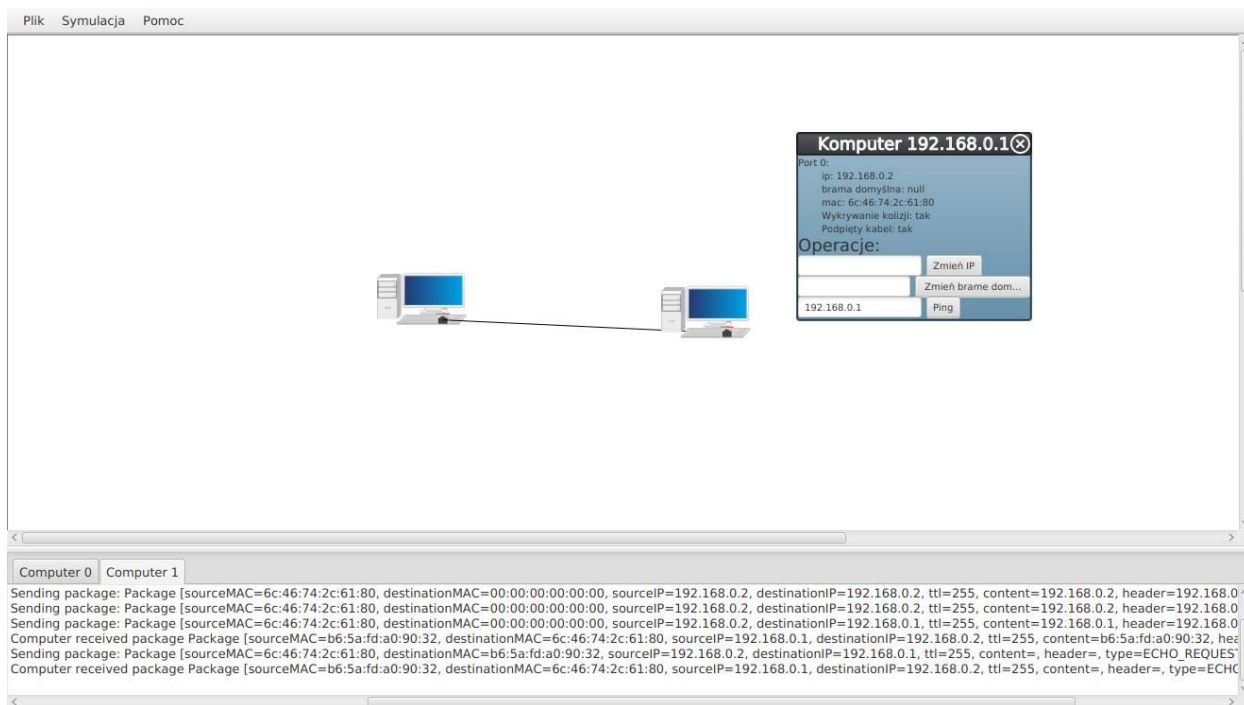 Plik Symulacja Pomoc
Komputer 192.168.0.1
Port 0:
ip: 192.168.0.2
brama domyślna: null
mac: 6c:46:74:2c:61:80
Wykrywanie kolizji: tak
Podpięty kabel: tak
Operacje:
Zmień IP
Zmień brame dom...
192.168.0.1 Ping
Computer 0 Computer 1
Sending package: Package [sourceMAC=6c:46:74:2c:61:80, destinationMAC=00:00:00:00:00:00, sourceIP=192.168.0.2, destinationIP=192.168.0.2, ttl=255, content=192.168.0.2, header=192.168.0
Sending package: Package [sourceMAC=6c:46:74:2c:61:80, destinationMAC=00:00:00:00:00:00, sourceIP=192.168.0.2, destinationIP=192.168.0.2, ttl=255, content=192.168.0.2, header=192.168.0
Sending package: Package [sourceMAC=6c:46:74:2c:61:80, destinationMAC=00:00:00:00:00:00, sourceIP=192.168.0.2, destinationIP=192.168.0.1, ttl=255, content=192.168.0.1, header=192.168.0
Computer received package Package [sourceMAC=b6:5a:fd:a0:90:32, destinationMAC=6c:46:74:2c:61:80, sourceIP=192.168.0.1, destinationIP=192.168.0.2, ttl=255, content=b6:5a:fd:a0:90:32, hea
Sending package: Package [sourceMAC=6c:46:74:2c:61:80, destinationMAC=b6:5a:fd:a0:90:32, sourceIP=192.168.0.2, destinationIP=192.168.0.1, ttl=255, content=, header=, type=ECHO_REQUEST
Computer received package Package [sourceMAC=b6:5a:fd:a0:90:32, destinationMAC=6c:46:74:2c:61:80, sourceIP=192.168.0.1, destinationIP=192.168.0.2, ttl=255, content=, header=, type=ECHO